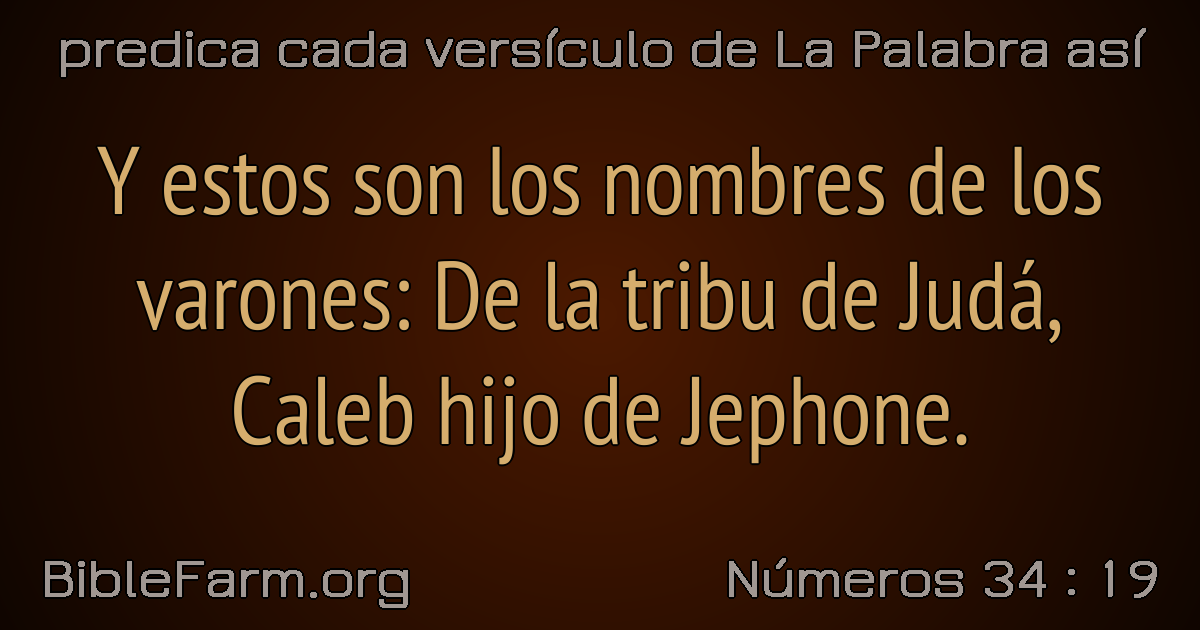 predica cada versículo de La Palabra así
Y estos son los nombres de los
varones: De la tribu de Judá,
Caleb hijo de Jephone.
BibleFarm.org
Números 34 : 19